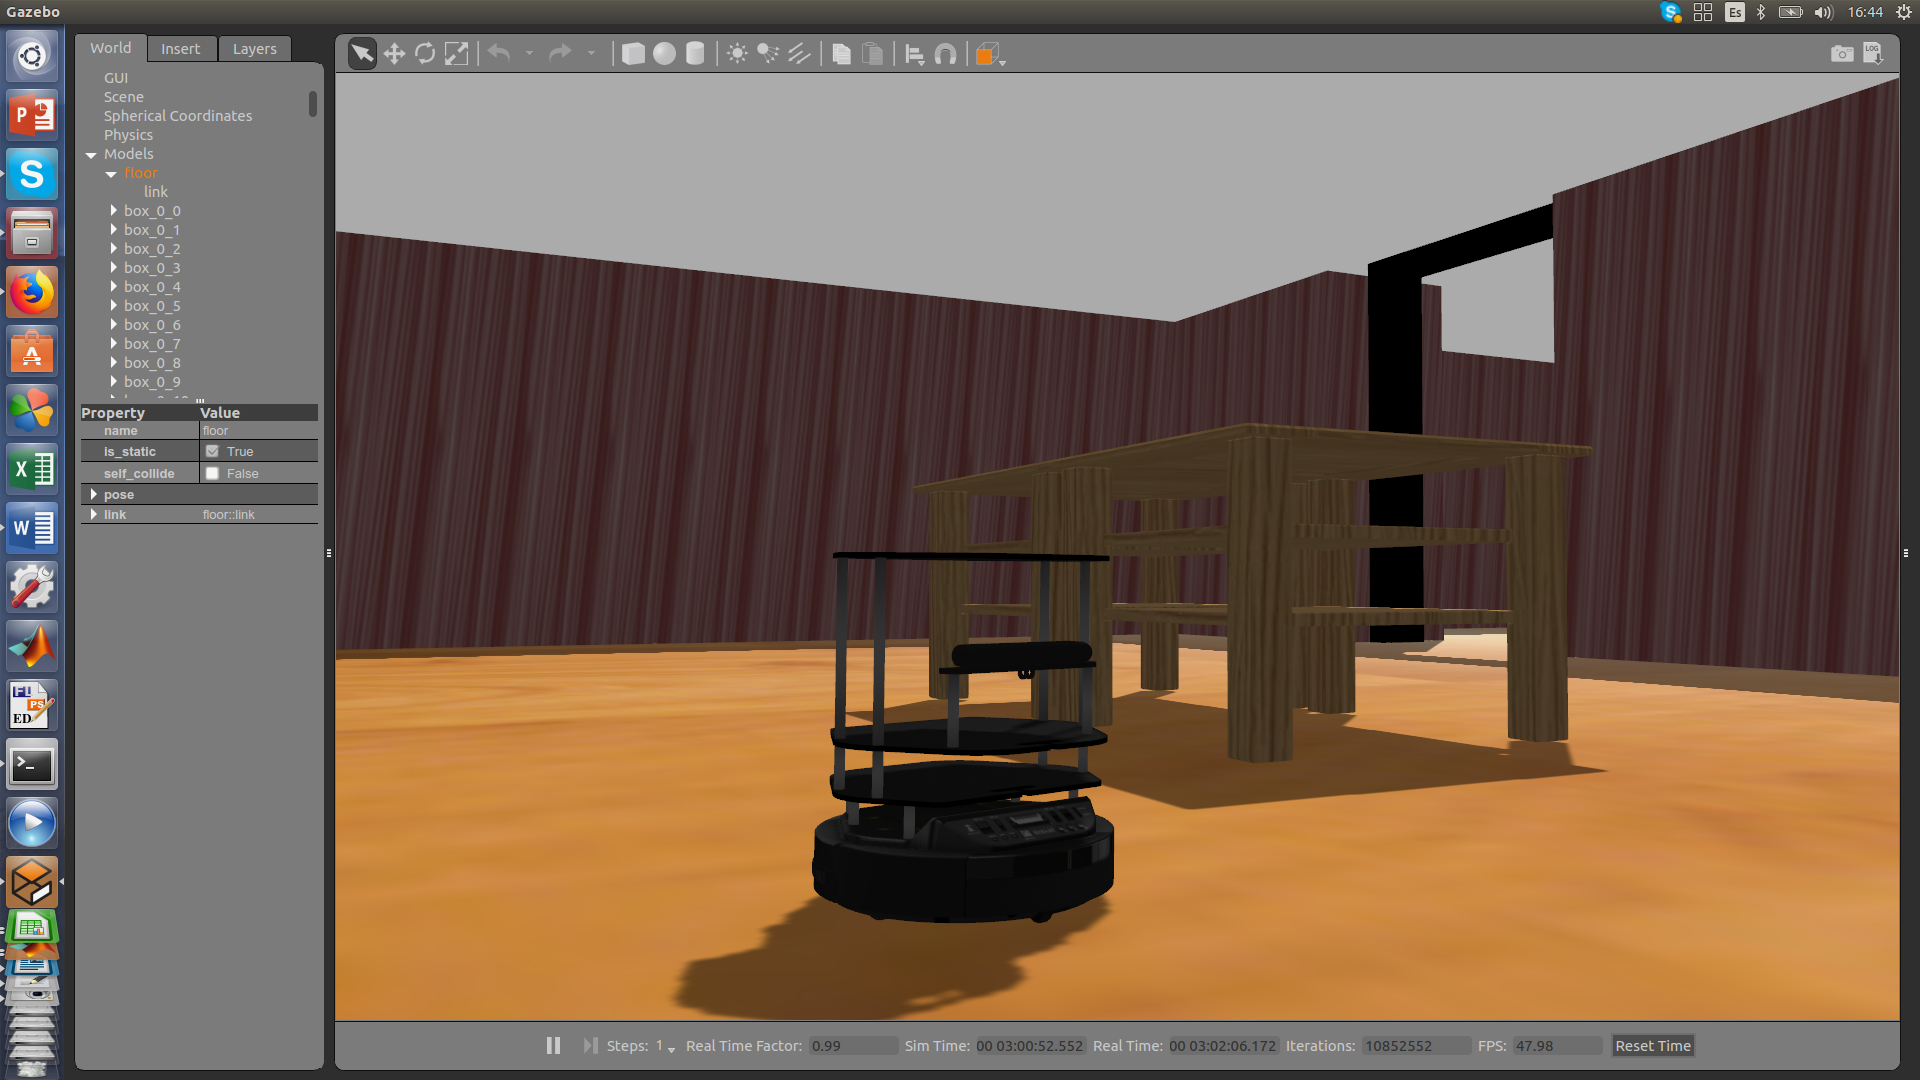 Gazebo
Es
16:44
World
Insert
Layers
LOG
GUI
Scene
Spherical Coordinates
Physics
Models
floor
link
box_0_0
box_0_1
box_0_2
box_0_3
box_0_4
box_0_5
box_0_6
box_0_7
box_0_8
box_0_9
Property Value
name floor
is_static True
self_collide False
pose
link floor::link
Steps: 1 Real Time Factor: 0.99 Sim Time: 00 03:00:52.552 Real Time: 00 03:02:06.172 Iterations: 10852552 FPS: 47.98 Reset Time